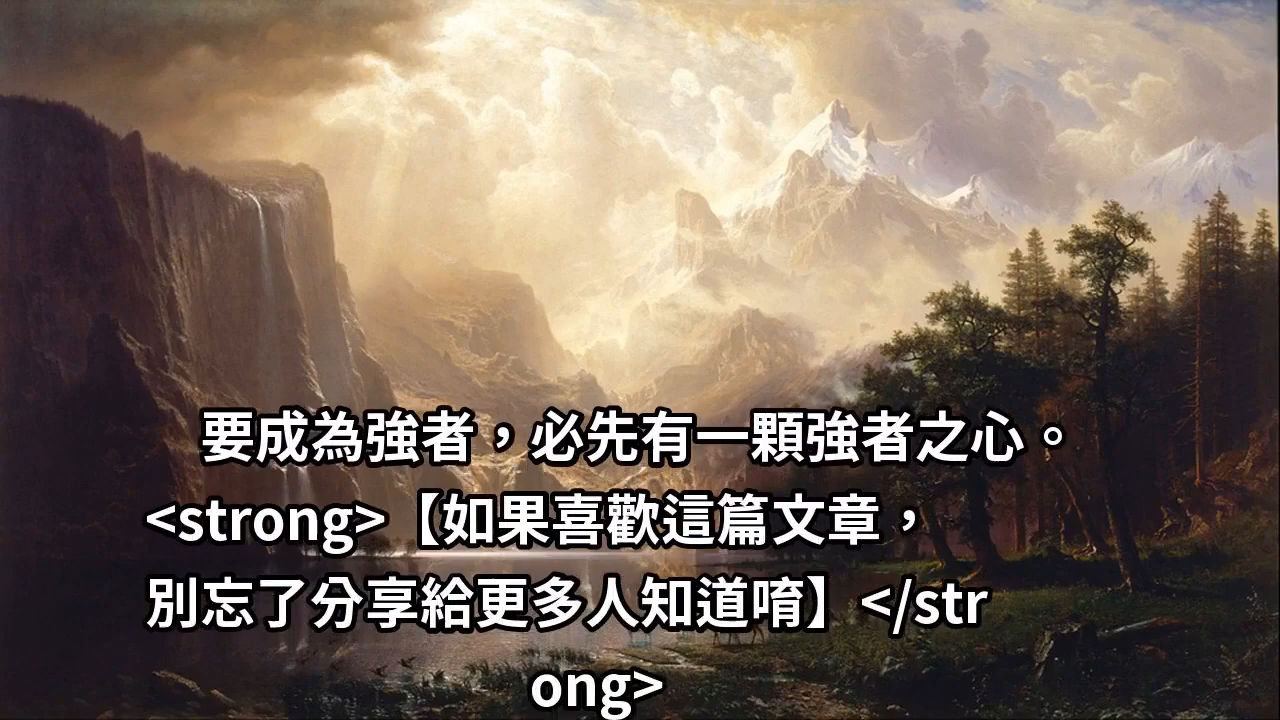 要成為強者，必先有一顆強者之心。
<strong>【如果喜歡這篇文章，
別忘了分享給更多人知道唷】</str
ong>